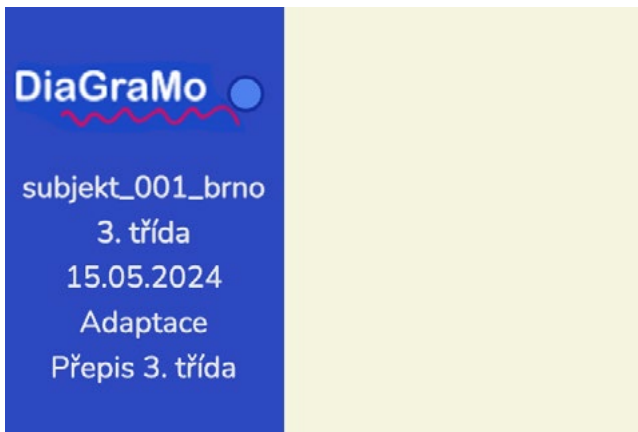 DiaGraMo
subjekt_001_brno
3. třída
15.05.2024
Adaptace
Přepis 3. třída